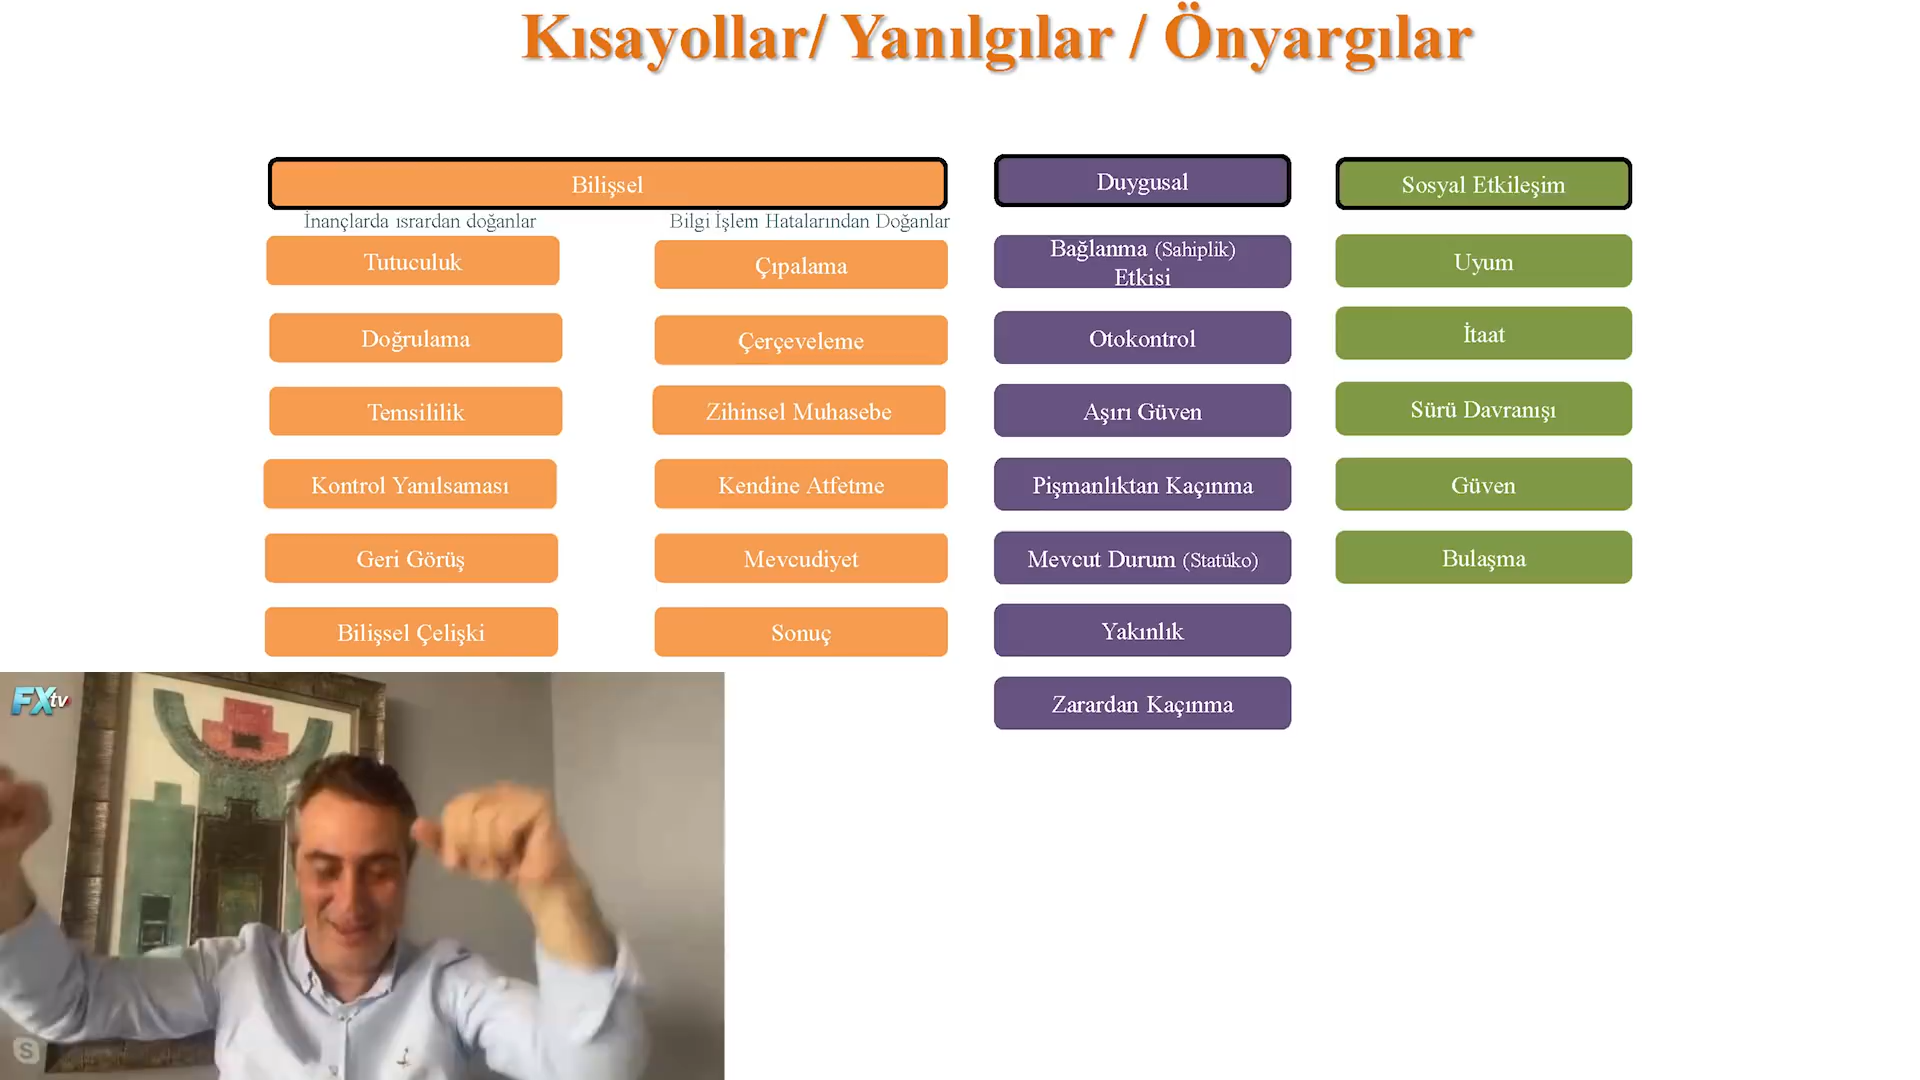 Kısayollar/ Yanılgılar / Önyargılar
Bilişsel
İnançlarda ısrardan doğanlar
Tutuculuk
Doğrulama
Temsililik
Kontrol Yanılsaması
Geri Görüş
Bilişsel Çelişki
Bilgi İşlem Hatalarından Doğanlar
Çıpalama
Çerçeveleme
Zihinsel Muhasebe
Kendine Atfetme
Mevcudiyet
Sonuç
Duygusal
Bağlanma (Sahiplik)
Etkisi
Otokontrol
Aşırı Güven
Pişmanlıktan Kaçınma
Mevcut Durum (Statüko)
Yakınlık
Zarardan Kaçınma
Sosyal Etkileşim
Uyum
İtaat
Sürü Davranışı
Güven
Bulaşma
FXtv
S